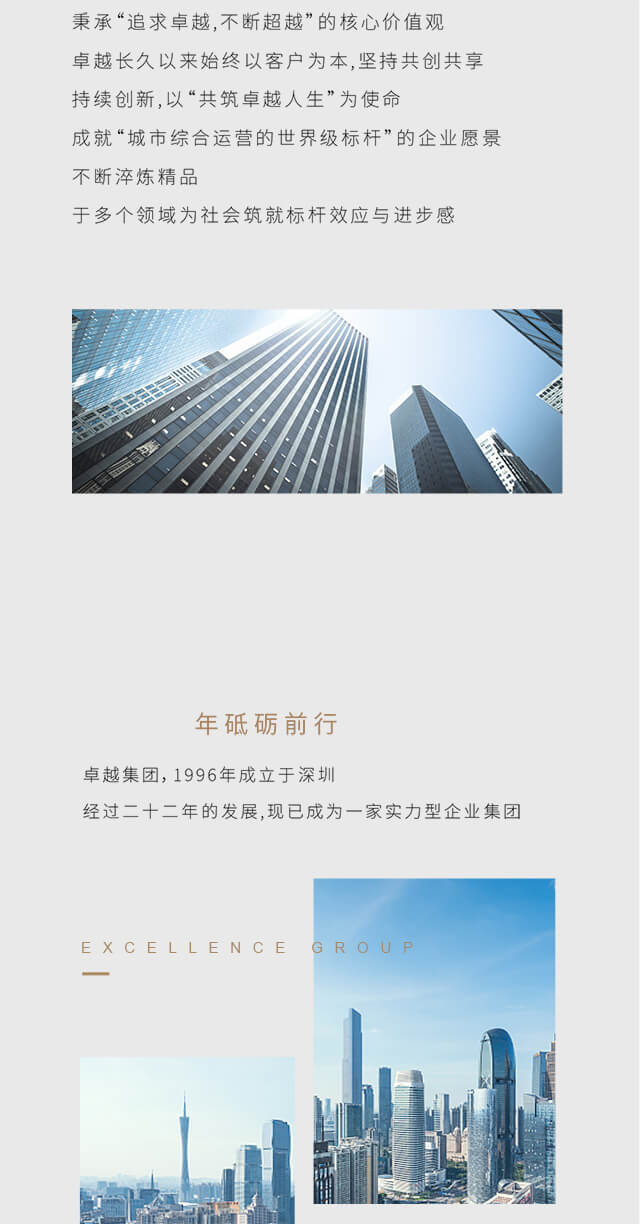 秉承“追求卓越,不断超越”的核心价值观
卓越长久以来始终以客户为本,坚持共创共享
持续创新,以“共筑卓越人生”为使命
成就“城市综合运营的世界级标杆”的企业愿景
不断淬炼精品
于多个领域为社会筑就标杆效应与进步感
年砥砺前行
卓越集团，1996年成立于深圳
经过二十二年的发展,现已成为一家实力型企业集团
EXCELLENCE GROUP